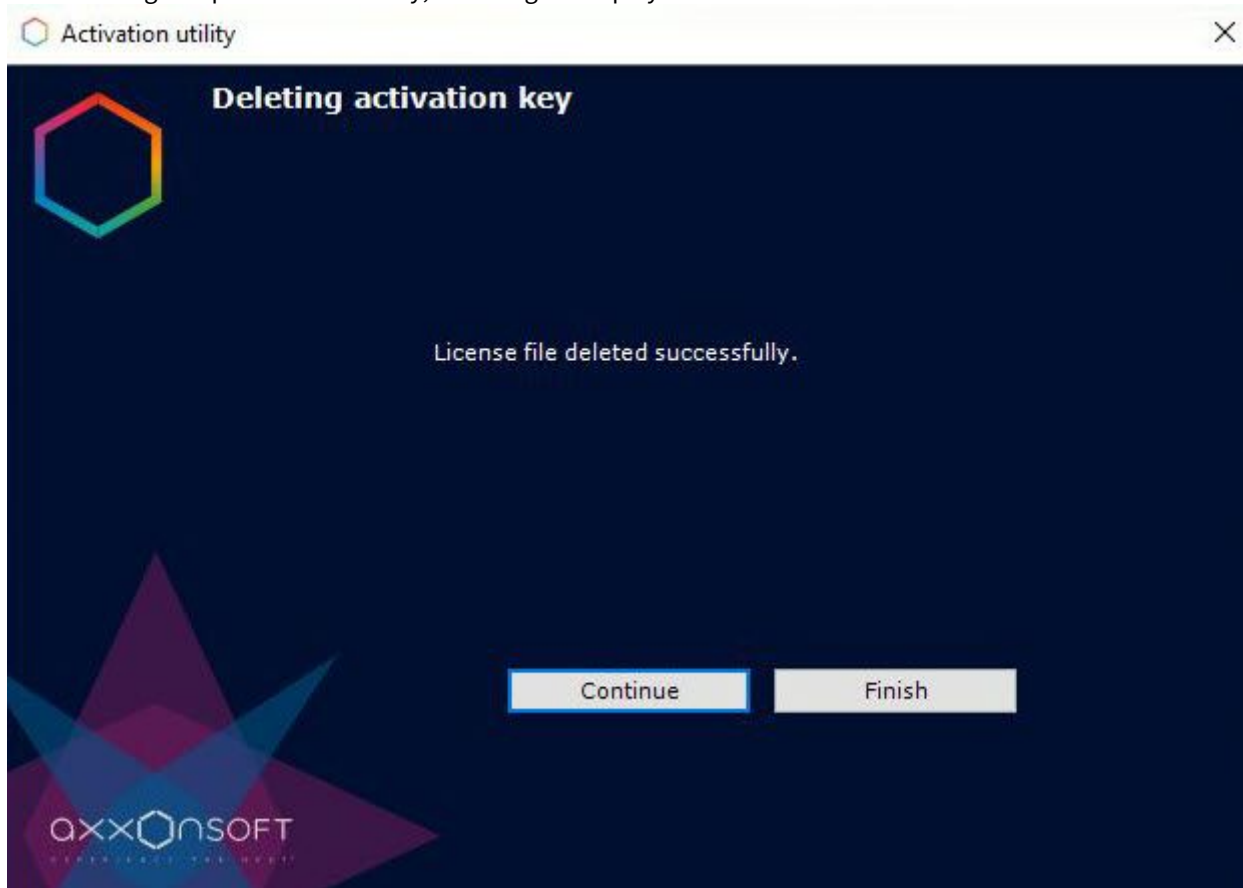 Activation utility
Deleting activation key
License file deleted successfully.
Continue
Finish
axxonsoft